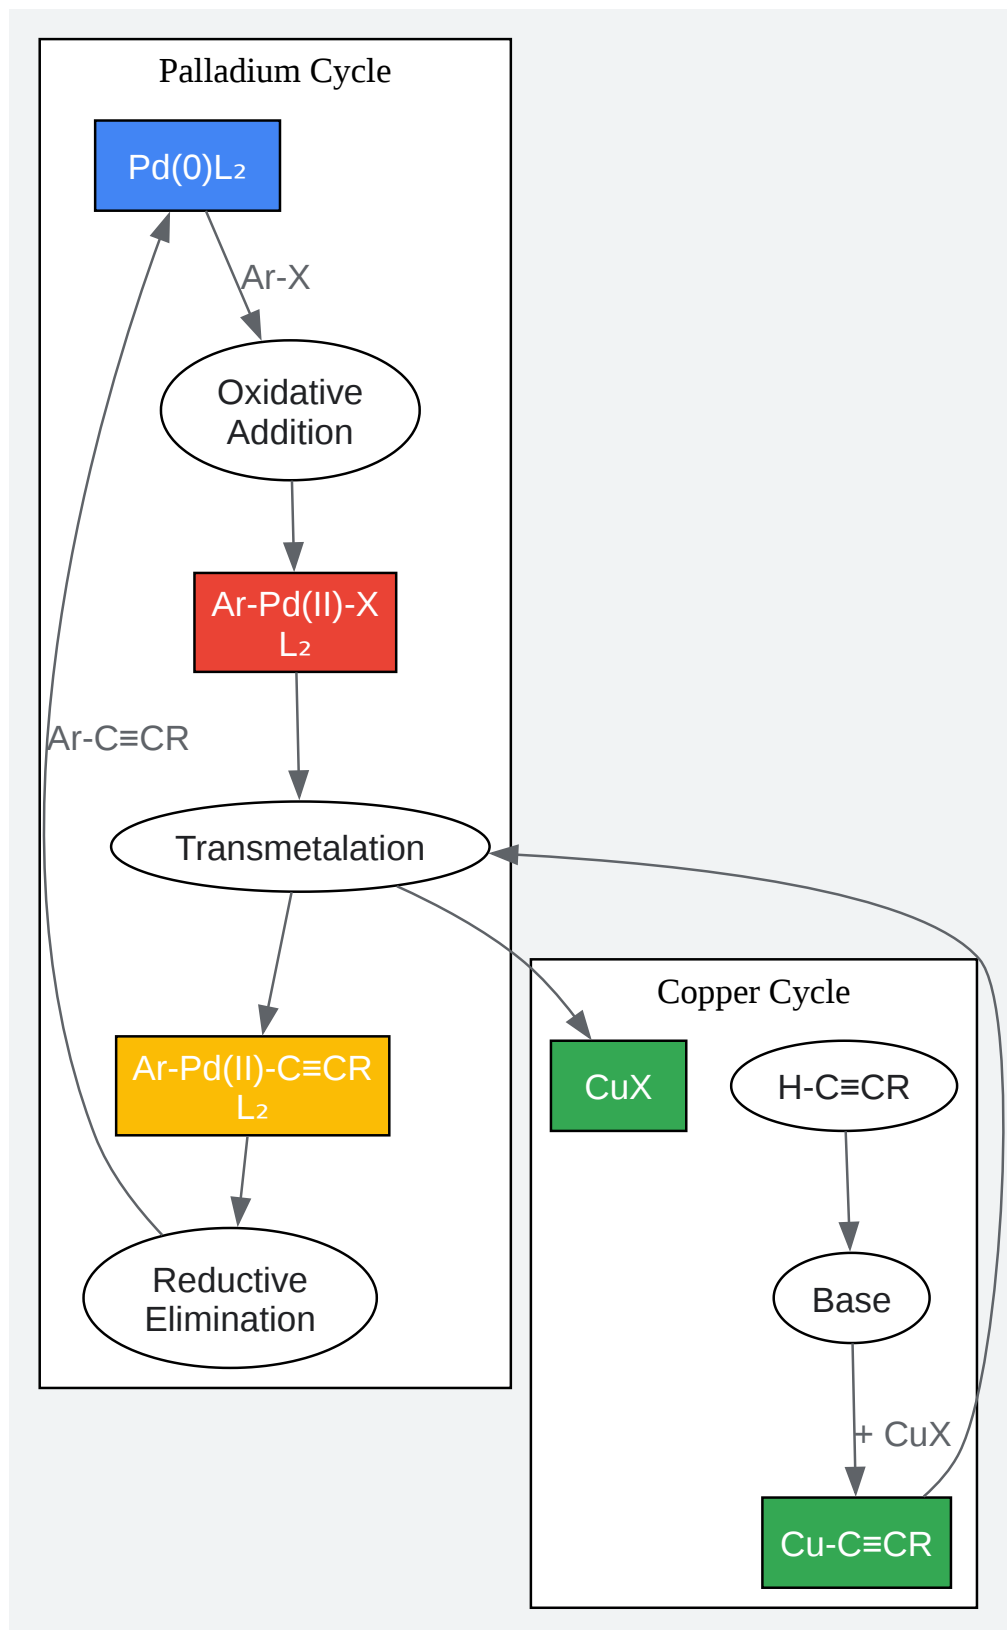 Palladium Cycle
Pd(0)L₂
Ar-X
Oxidative
Addition
Ar-Pd(II)-X
L₂
Ar-C≡CR
Transmetalation
Ar-Pd(II)-C≡CR
L₂
Reductive
Elimination
Copper Cycle
CuX
H-C≡CR
Base
+ CuX
Cu-C≡CR